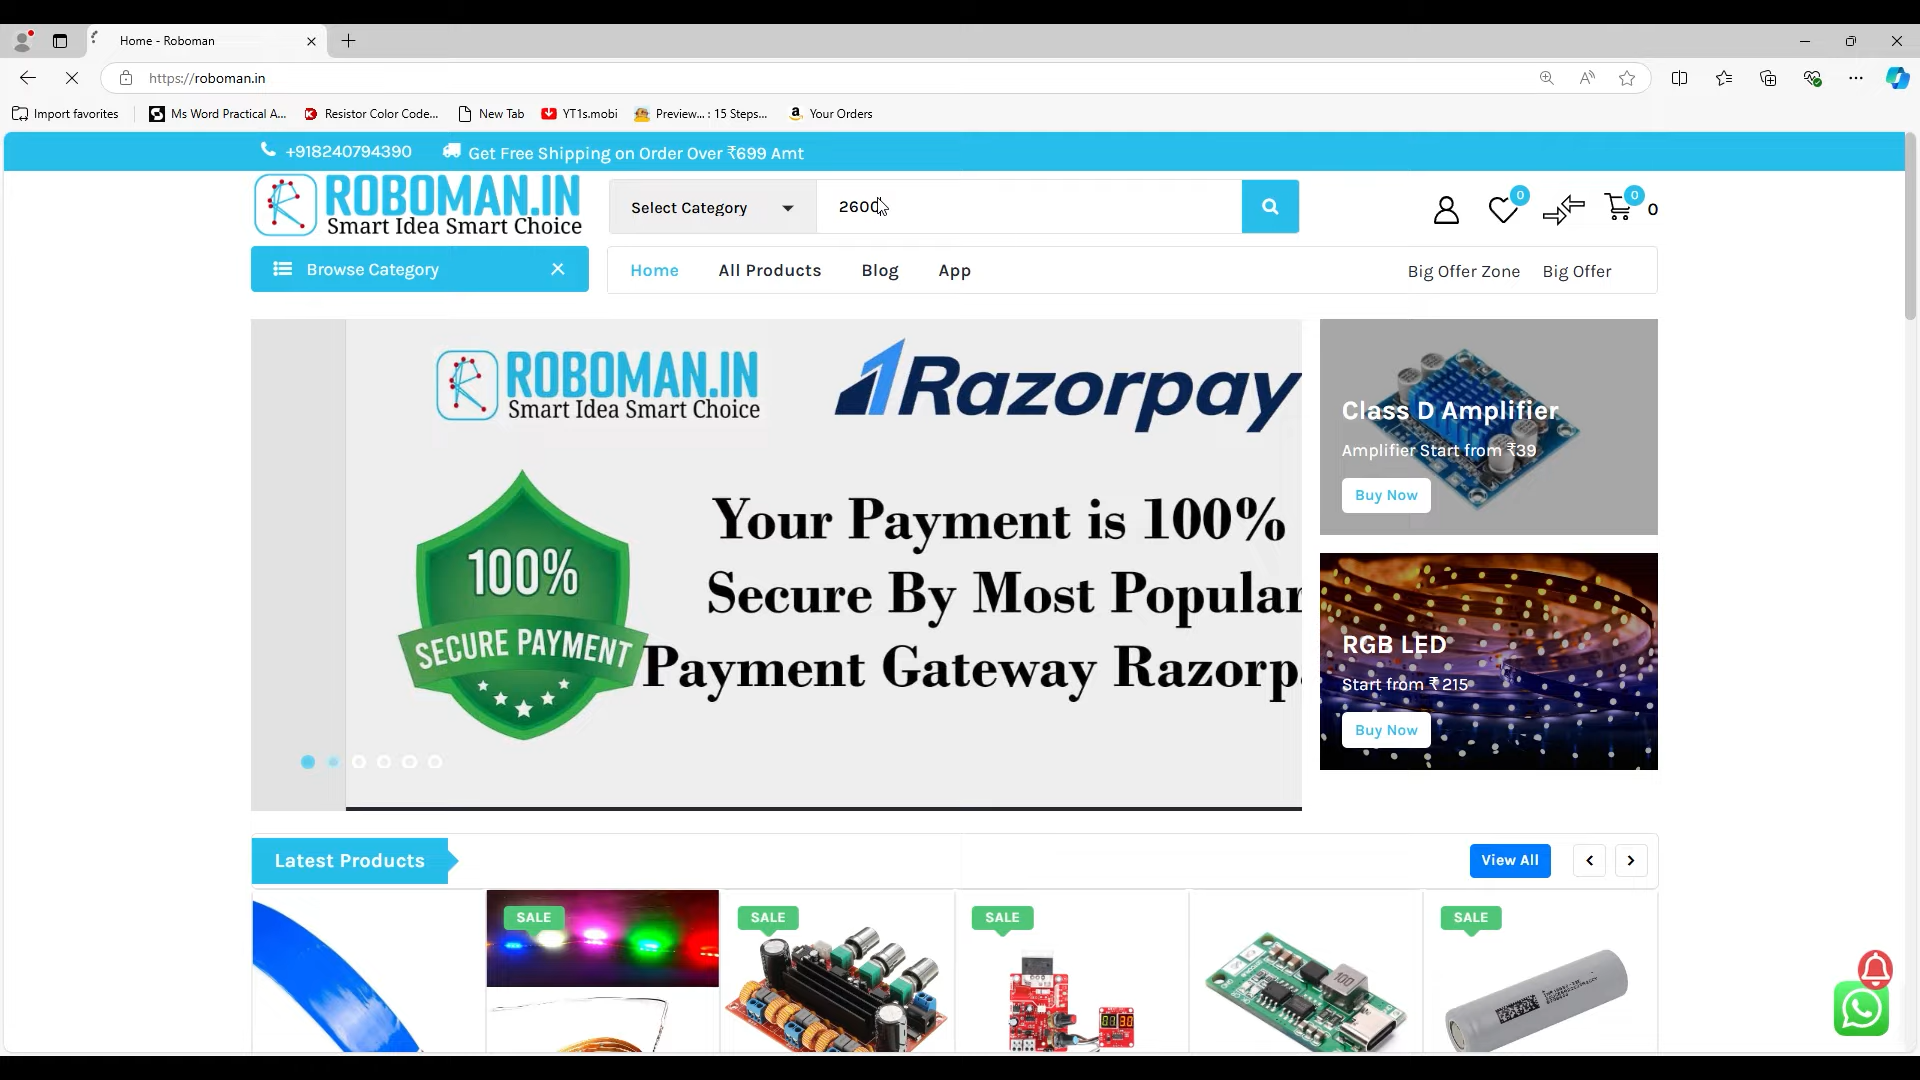 Home - Roboman
https://roboman.in
Import favorites
Ms Word Practical A...
Resistor Color Code...
New Tab
YT1s.mobi
Preview... : 15 Steps...
Your Orders
+918240794390
Get Free Shipping on Order Over ₹699 Amt
ROBOMAN.IN
Smart Idea Smart Choice
Select Category
2600
0
0
0
Browse Category
Home
All Products
Blog
App
Big Offer Zone
Big Offer
ROBOMAN.IN
Smart Idea Smart Choice
Razorpay
100%
SECURE PAYMENT
Your Payment is 100%
Secure By Most Popular
Payment Gateway Razorp
Class D Amplifier
Amplifier Start from ₹39
Buy Now
RGB LED
Start from ₹ 215
Buy Now
Latest Products
View All
SALE
SALE
SALE
SALE
100
00 30